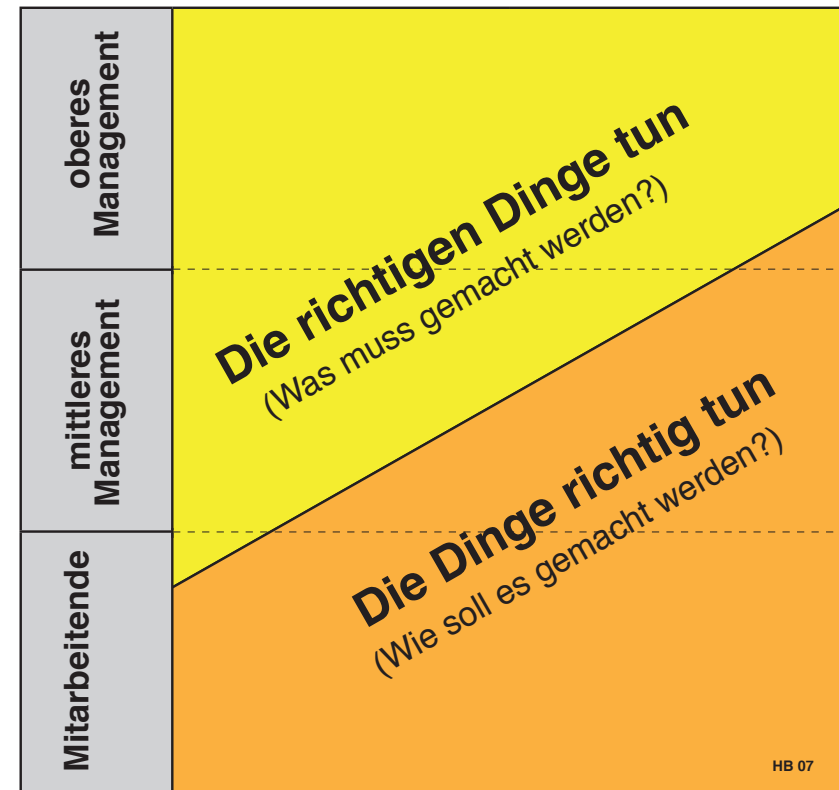 oberes
Management
Die richtigen Dinge tun
(Was muss gemacht werden?)
mittleres
Management
Die Dinge richtig tun
(Wie soll es gemacht werden?)
Mitarbeitende
HB 07